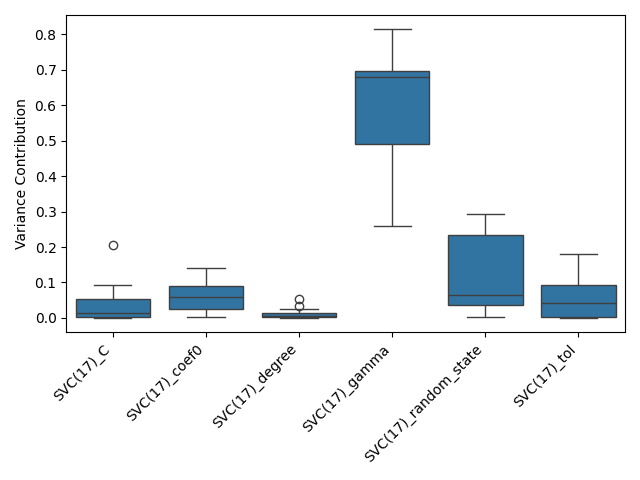 Variance Contribution
0.8
0.7
0.6
0.5
0.4
0.3
0.2
0.1
0.0
SVC(17)_C
SVC(17)_coef0
SVC(17)_degree
SVC(17)_gamma
SVC(17)_random_state
SVC(17)_tol